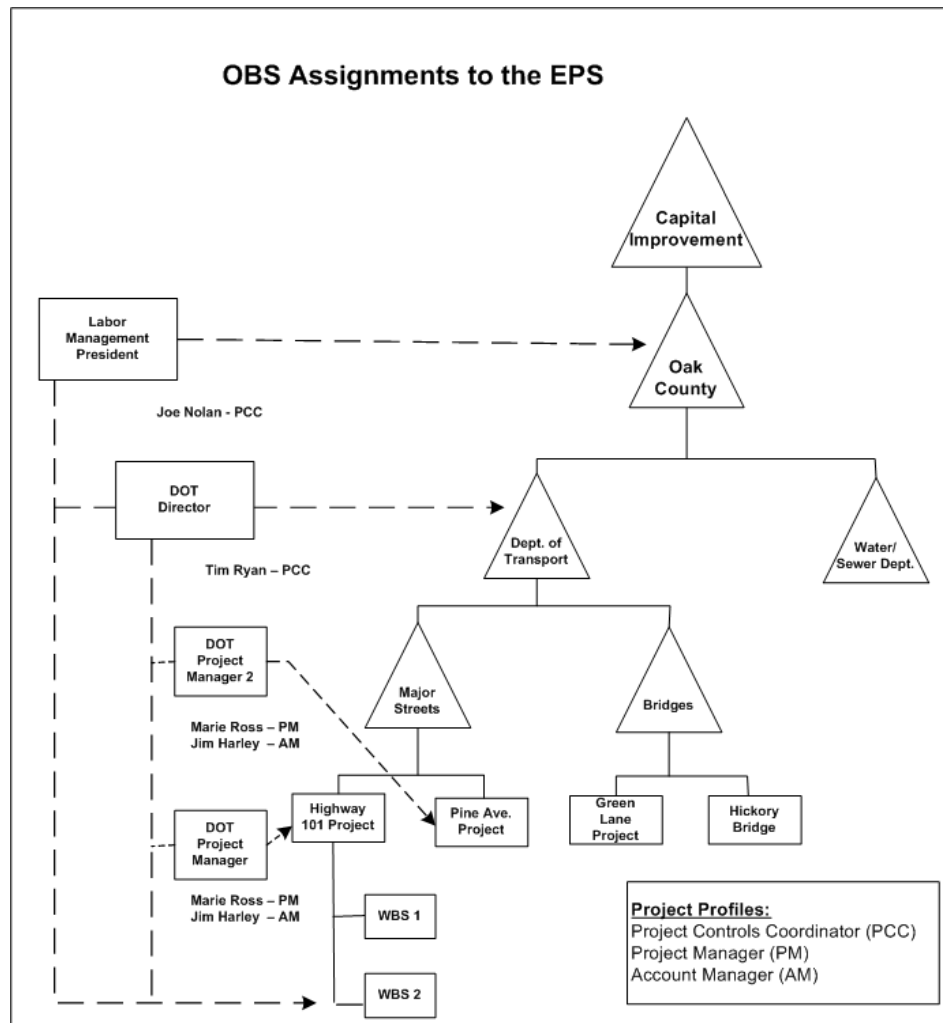 OBS Assignments to the EPS
Capital
Improvement
Labor
Management
President
Oak
County
Joe Nolan - PCC
DOT
Director
Dept. of
Transport
Water/
Sewer Dept.
Tim Ryan – PCC
DOT
Project
Manager 2
Major
Streets
Bridges
Marie Ross – PM
Jim Harley – AM
Highway
101 Project
Pine Ave.
Project
Green
Lane
Project
Hickory
Bridge
DOT
Project
Manager
Marie Ross – PM
Jim Harley – AM
WBS 1
WBS 2
Project Profiles:
Project Controls Coordinator (PCC)
Project Manager (PM)
Account Manager (AM)